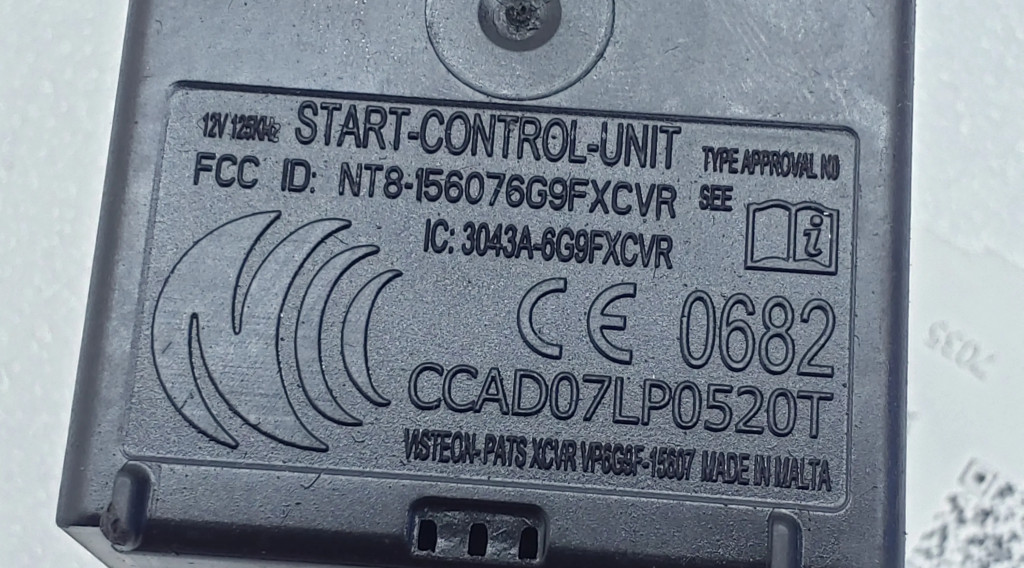 12V 125KHz START-CONTROL-UNIT
TYPE APPROVAL NO
FCC ID: NT8-156076G9FXCVR SEE
IC: 3043A-6G9FXCVR i
CE 0682
CCAD07LP0520T
VISTEON-PATS XCVR VP6G9F-15607 MADE IN MALTA